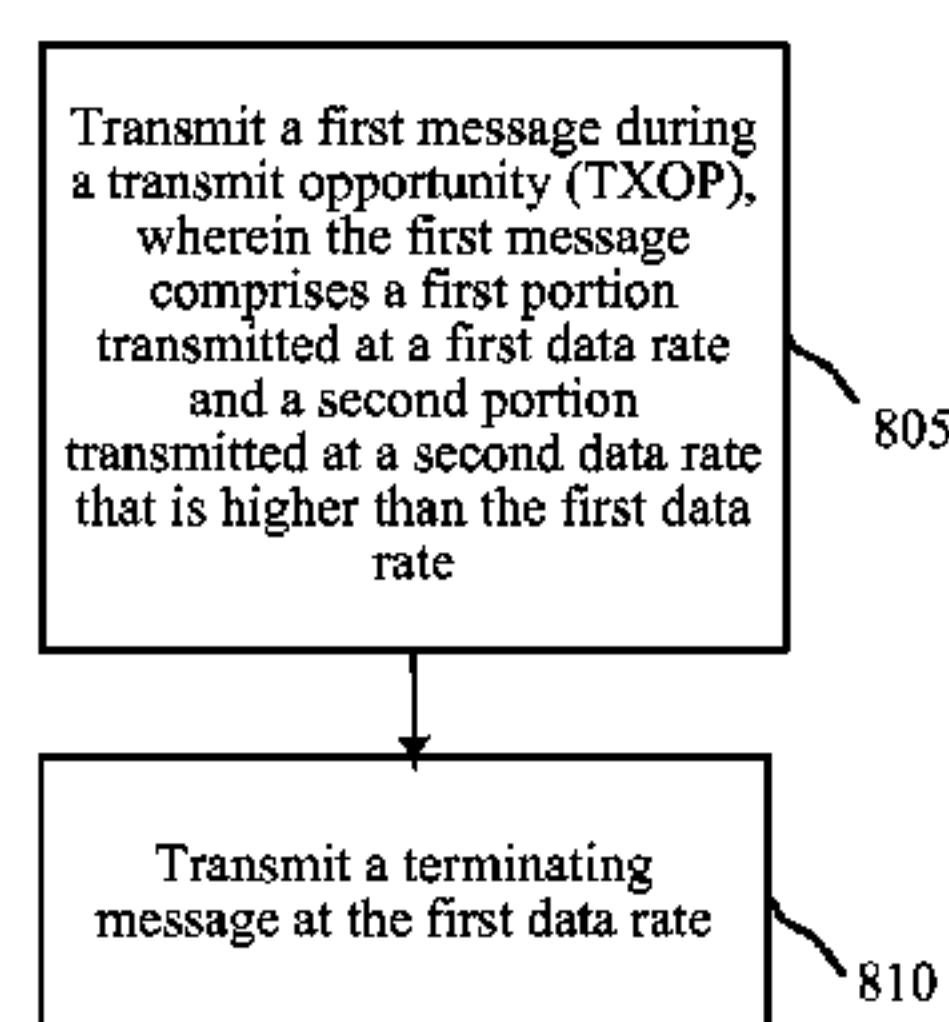 Transmit a first message during
a transmit opportunity (TXOP),
wherein the first message
comprises a first portion
transmitted at a first data rate
and a second portion
transmitted at a second data rate
that is higher than the first data
rate
805
Transmit a terminating
message at the first data rate
810